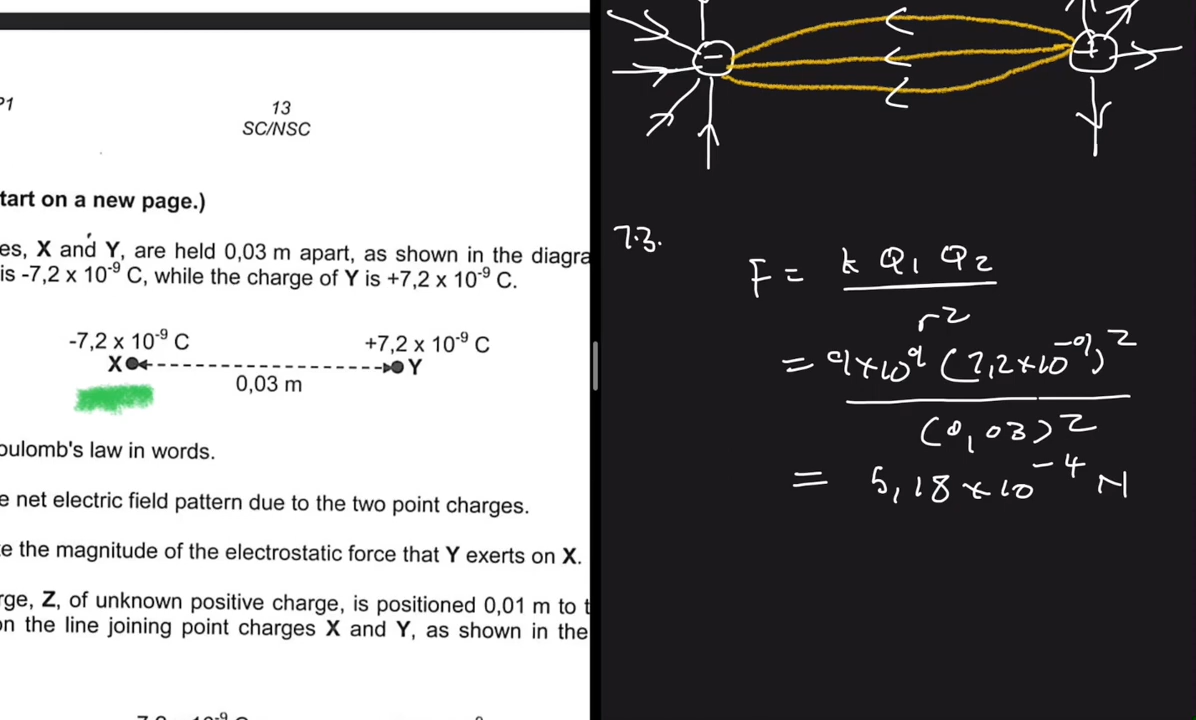 P1
13
SC/NSC
tart on a new page.)
es, X and Y, are held 0,03 m apart, as shown in the diagra
is -7,2 x 10⁻⁹ C, while the charge of Y is +7,2 x 10⁻⁹ C.
-7,2 x 10⁻⁹ C
+7,2 x 10⁻⁹ C
X
Y
0,03 m
oulomb's law in words.
e net electric field pattern due to the two point charges.
te the magnitude of the electrostatic force that Y exerts on X.
rge, Z, of unknown positive charge, is positioned 0,01 m to t
on the line joining point charges X and Y, as shown in the
−
+
7.3.
F = k Q1 Q2
r²
= 9×10⁹ (7,2×10⁻⁹)²
(0,03)²
= 5,18×10⁻⁴ N